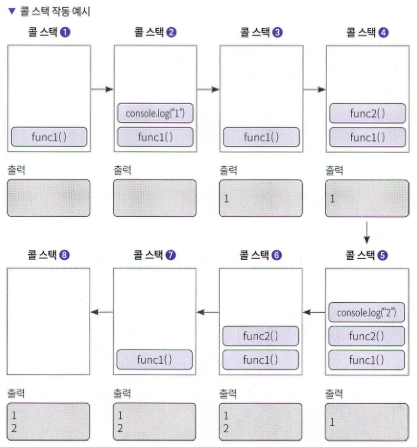 ▼ 콜 스택 작동 예시
콜 스택 ❶
콜 스택 ❷
콜 스택 ❸
콜 스택 ❹
func1()
console.log("1")
func1()
func1()
func2()
func1()
출력
출력
출력
1
출력
1
콜 스택 ❽
콜 스택 ❼
콜 스택 ❻
콜 스택 ❺
func1()
func2()
func1()
console.log("2")
func2()
func1()
출력
1
2
출력
1
2
출력
1
2
출력
1